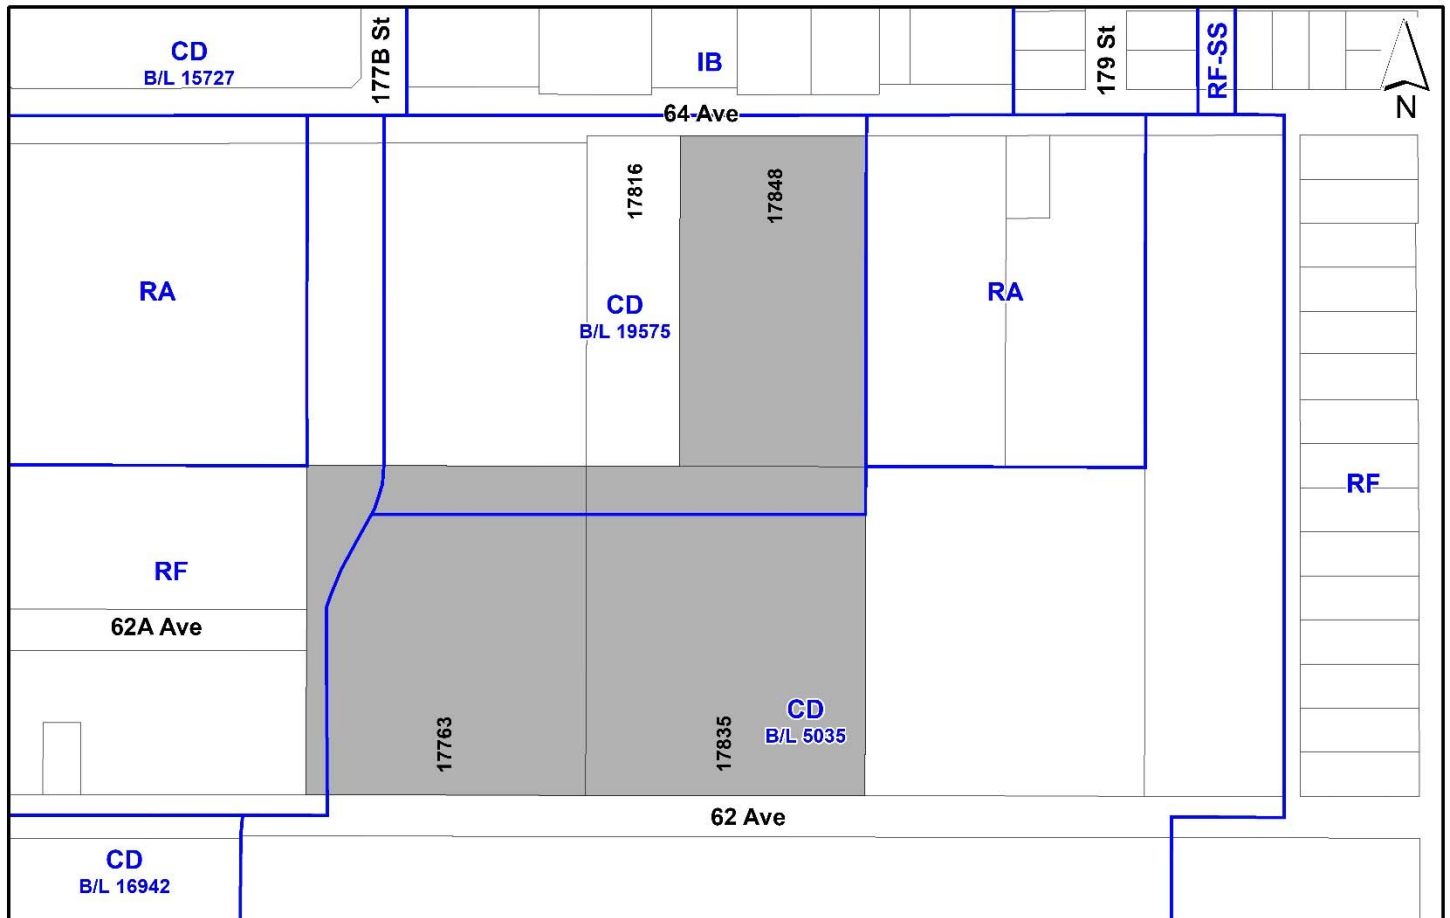 CD
B/L 15727
177B St
IB
179 St
RF-SS
N
64 Ave
17816
17848
RA
CD
B/L 19575
RA
RF
RF
62A Ave
17763
17835
CD
B/L 5035
62 Ave
CD
B/L 16942